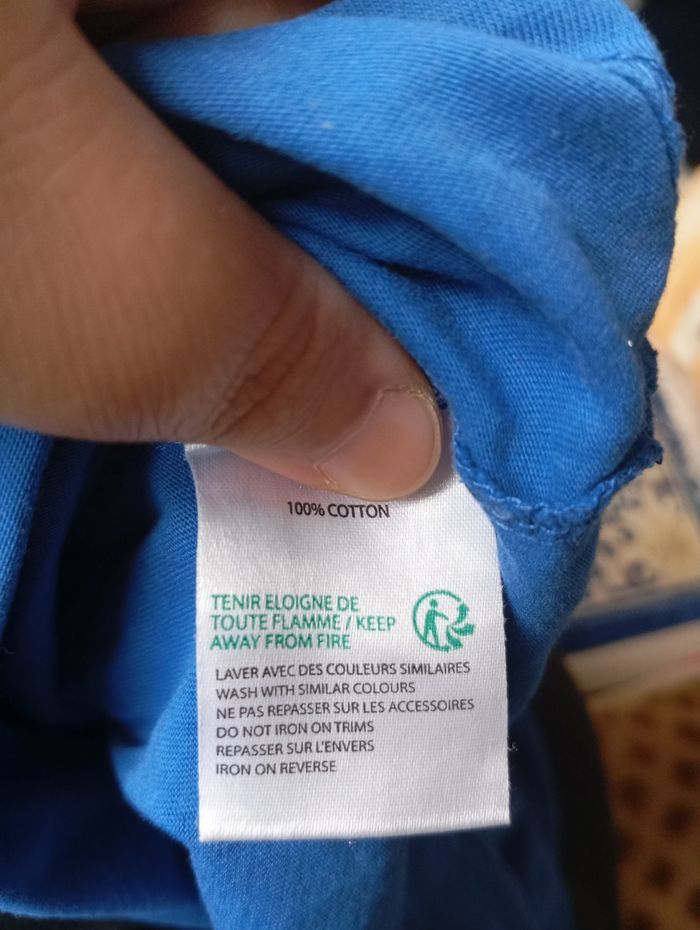 100% COTTON
TENIR ELOIGNE DE
TOUTE FLAMME / KEEP
AWAY FROM FIRE
LAVER AVEC DES COULEURS SIMILAIRES
WASH WITH SIMILAR COLOURS
NE PAS REPASSER SUR LES ACCESSOIRES
DO NOT IRON ON TRIMS
REPASSER SUR L'ENVERS
IRON ON REVERSE